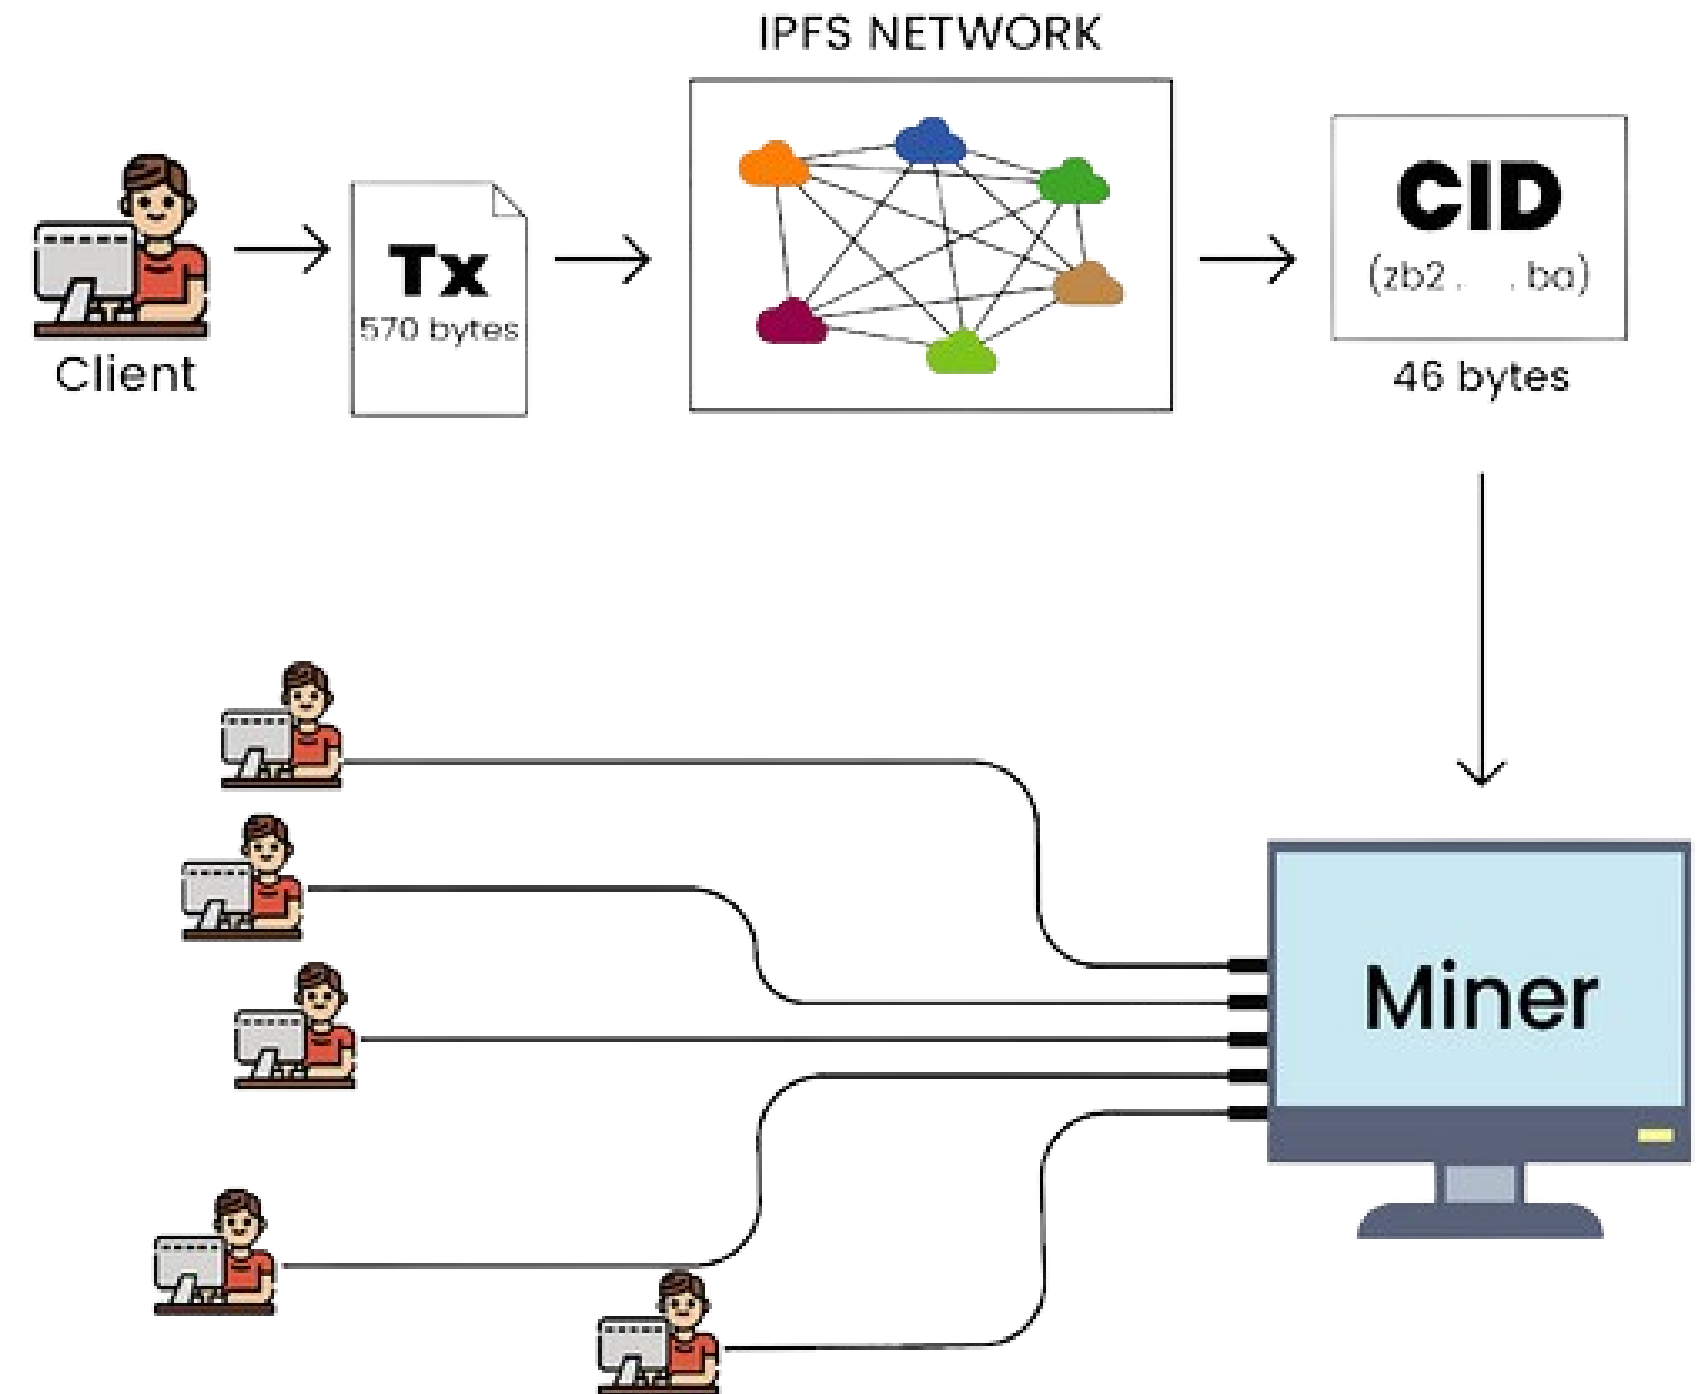 IPFS NETWORK
Client
Tx
570 bytes
CID
(zb2 . . ba)
46 bytes
Miner